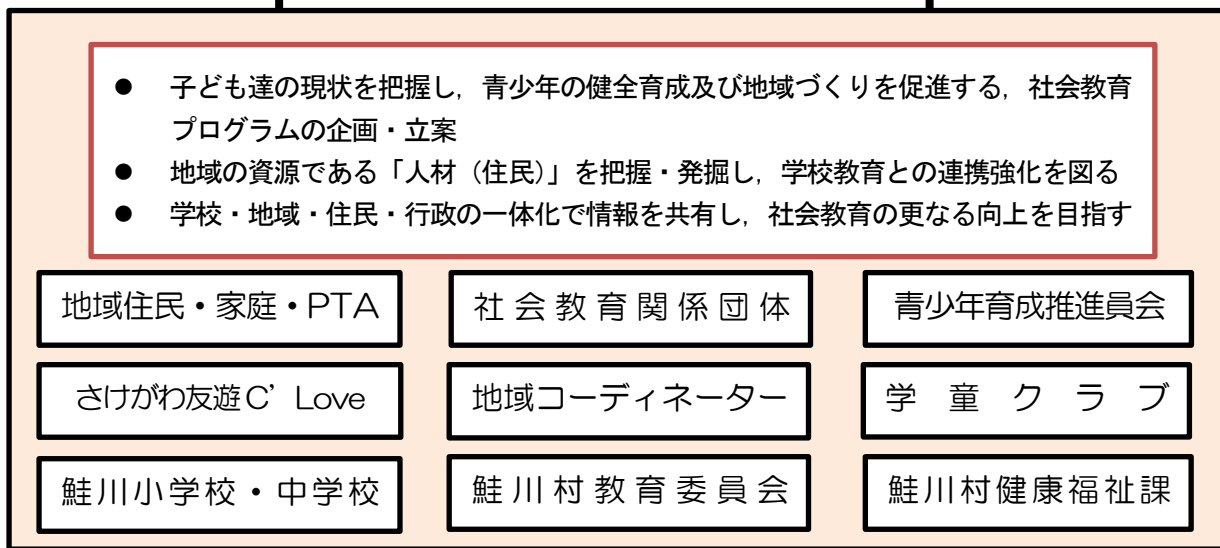 ● 子ども達の現状を把握し，青少年の健全育成及び地域づくりを促進する，社会教育
プログラムの企画・立案
● 地域の資源である「人材（住民）」を把握・発掘し，学校教育との連携強化を図る
● 学校・地域・住民・行政の一体化で情報を共有し，社会教育の更なる向上を目指す
地域住民・家庭・PTA
社会教育関係団体
青少年育成推進員会
さけがわ友遊C’Love
地域コーディネーター
学童クラブ
鮭川小学校・中学校
鮭川村教育委員会
鮭川村健康福祉課